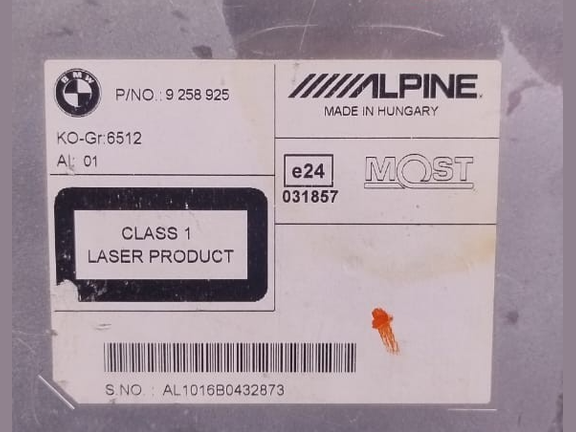 BMW
P/NO.: 9 258 925
ALPINE
MADE IN HUNGARY
KO-Gr:6512
AI: 01
e24
031857
MOST
CLASS 1
LASER PRODUCT
S.NO. : AL1016B0432873